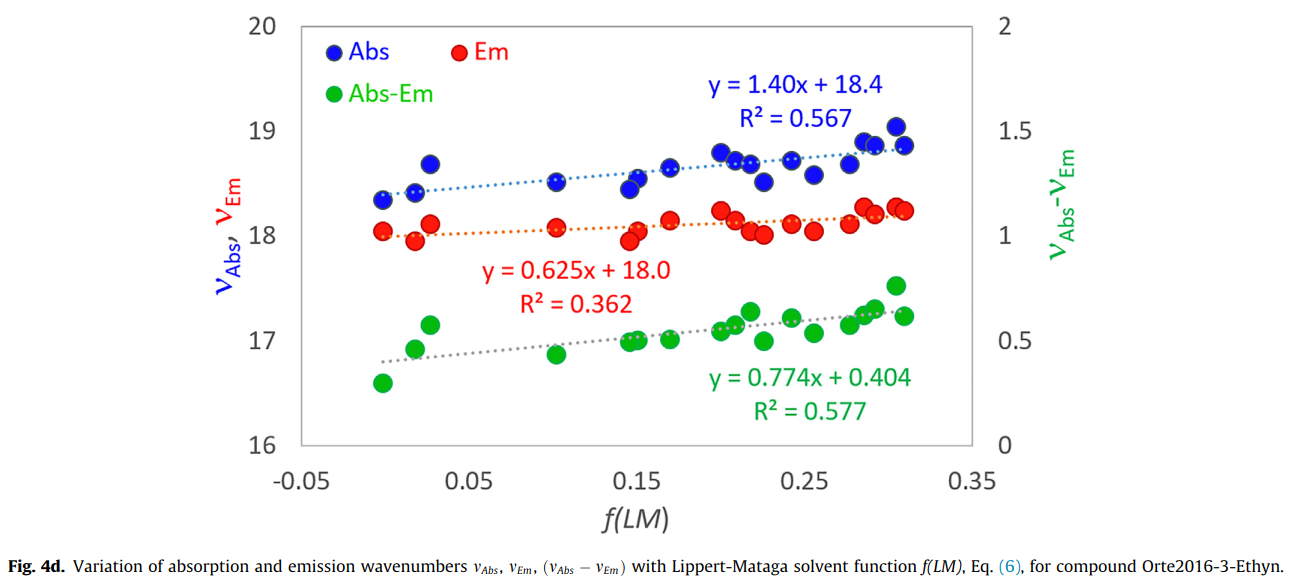 20
2
Abs
Em
Abs-Em
y = 1.40x + 18.4
R² = 0.567
19
1.5
νAbs, νEm
18
1
νAbs-νEm
y = 0.625x + 18.0
R² = 0.362
17
0.5
y = 0.774x + 0.404
R² = 0.577
16
0
-0.05
0.05
0.15
0.25
0.35
f(LM)
Fig. 4d. Variation of absorption and emission wavenumbers νAbs, νEm, (νAbs − νEm) with Lippert-Mataga solvent function f(LM), Eq. (6), for compound Orte2016-3-Ethyn.